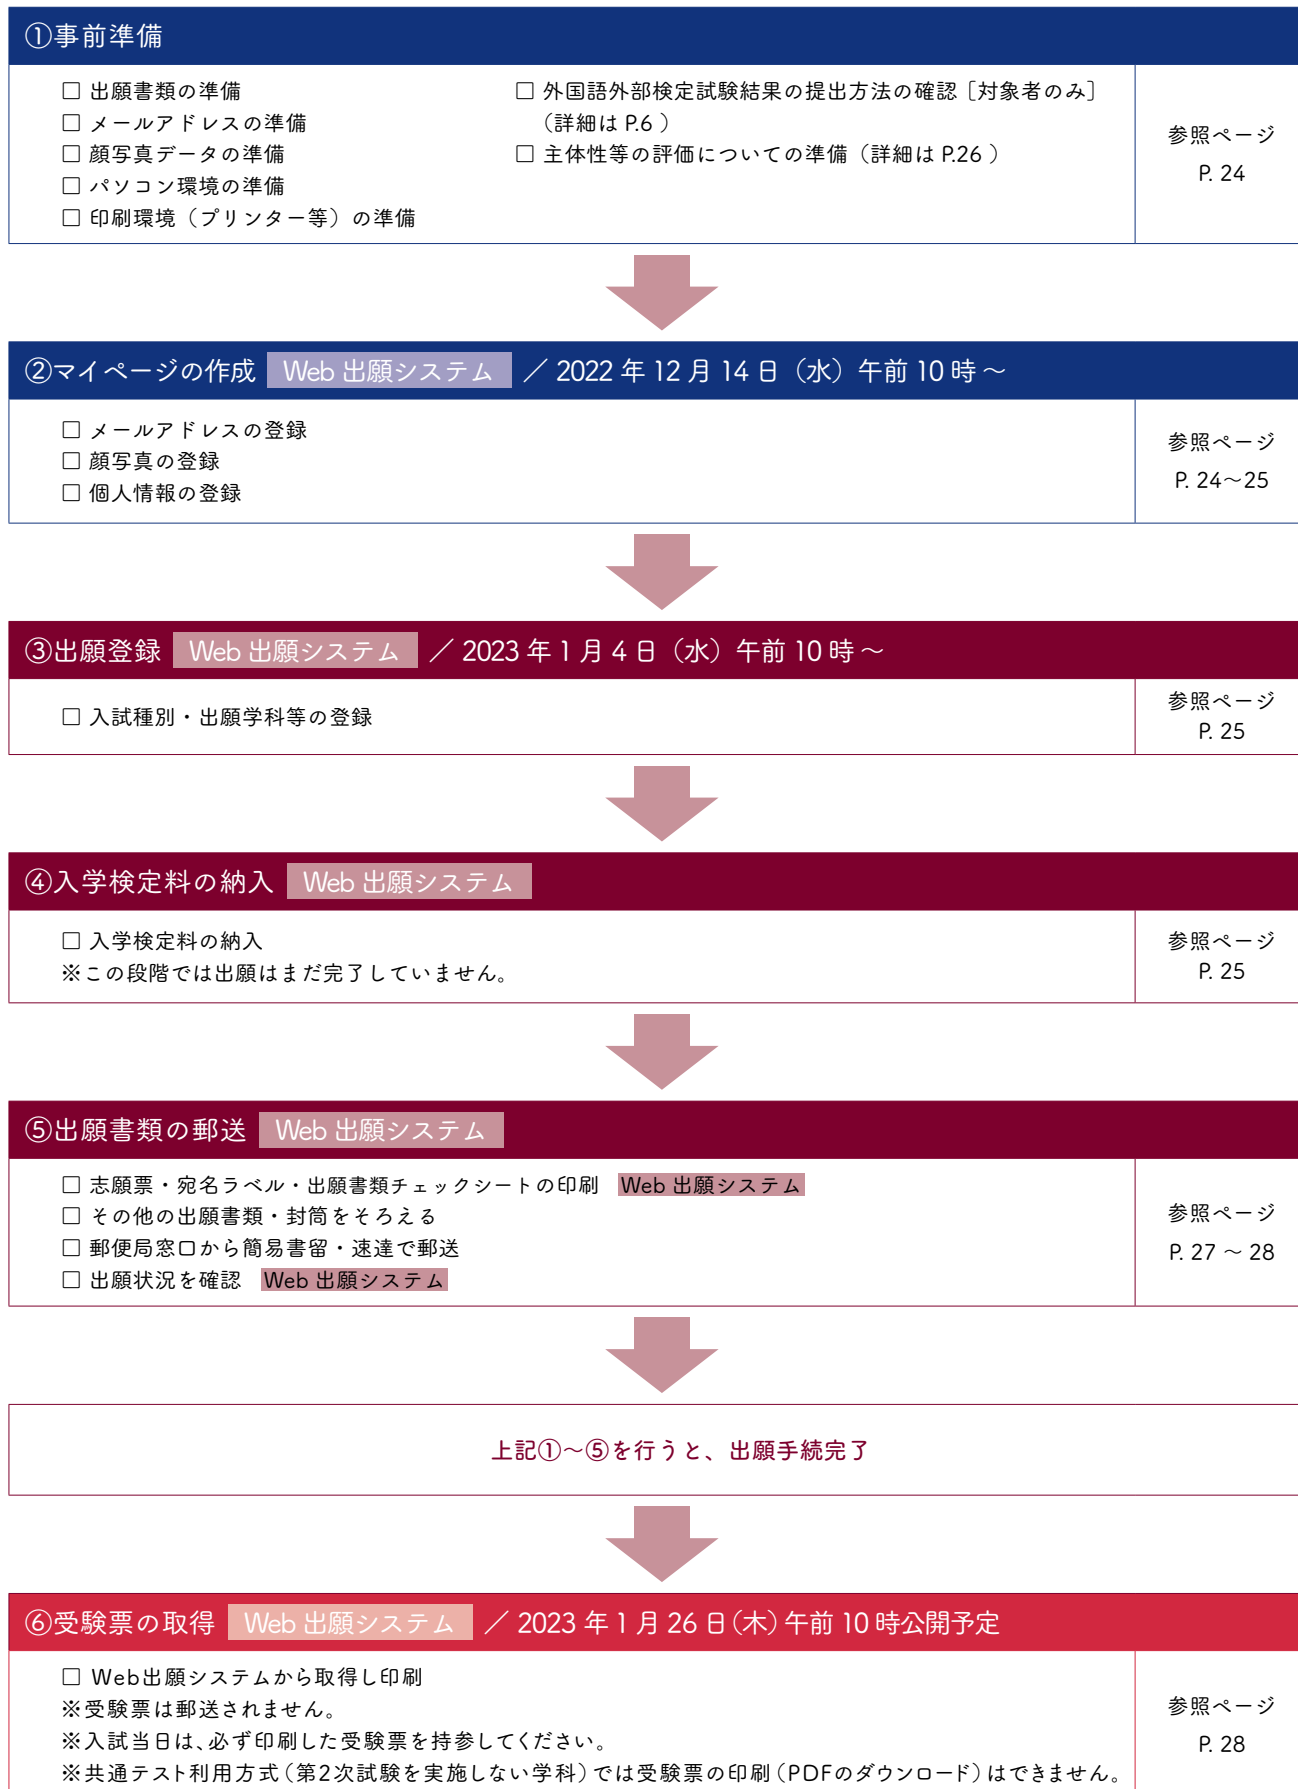 ①事前準備
□ 出願書類の準備
□ メールアドレスの準備
□ 顔写真データの準備
□ パソコン環境の準備
□ 印刷環境（プリンター等）の準備
□ 外国語外部検定試験結果の提出方法の確認［対象者のみ］
（詳細は P.6 ）
□ 主体性等の評価についての準備（詳細は P.26 ）
参照ページ
P. 24
②マイページの作成 Web 出願システム ／ 2022 年 12 月 14 日（水）午前 10 時～
□ メールアドレスの登録
□ 顔写真の登録
□ 個人情報の登録
参照ページ
P. 24～25
③出願登録 Web 出願システム ／ 2023 年 1 月 4 日（水）午前 10 時～
□ 入試種別・出願学科等の登録
参照ページ
P. 25
④入学検定料の納入 Web 出願システム
□ 入学検定料の納入
※この段階では出願はまだ完了していません。
参照ページ
P. 25
⑤出願書類の郵送 Web 出願システム
□ 志願票・宛名ラベル・出願書類チェックシートの印刷 Web 出願システム
□ その他の出願書類・封筒をそろえる
□ 郵便局窓口から簡易書留・速達で郵送
□ 出願状況を確認 Web 出願システム
参照ページ
P. 27 ～ 28
上記①～⑤を行うと、出願手続完了
⑥受験票の取得 Web 出願システム ／ 2023 年 1 月 26 日（木）午前 10 時公開予定
□ Web出願システムから取得し印刷
※受験票は郵送されません。
※入試当日は、必ず印刷した受験票を持参してください。
※共通テスト利用方式（第2次試験を実施しない学科）では受験票の印刷（PDFのダウンロード）はできません。
参照ページ
P. 28